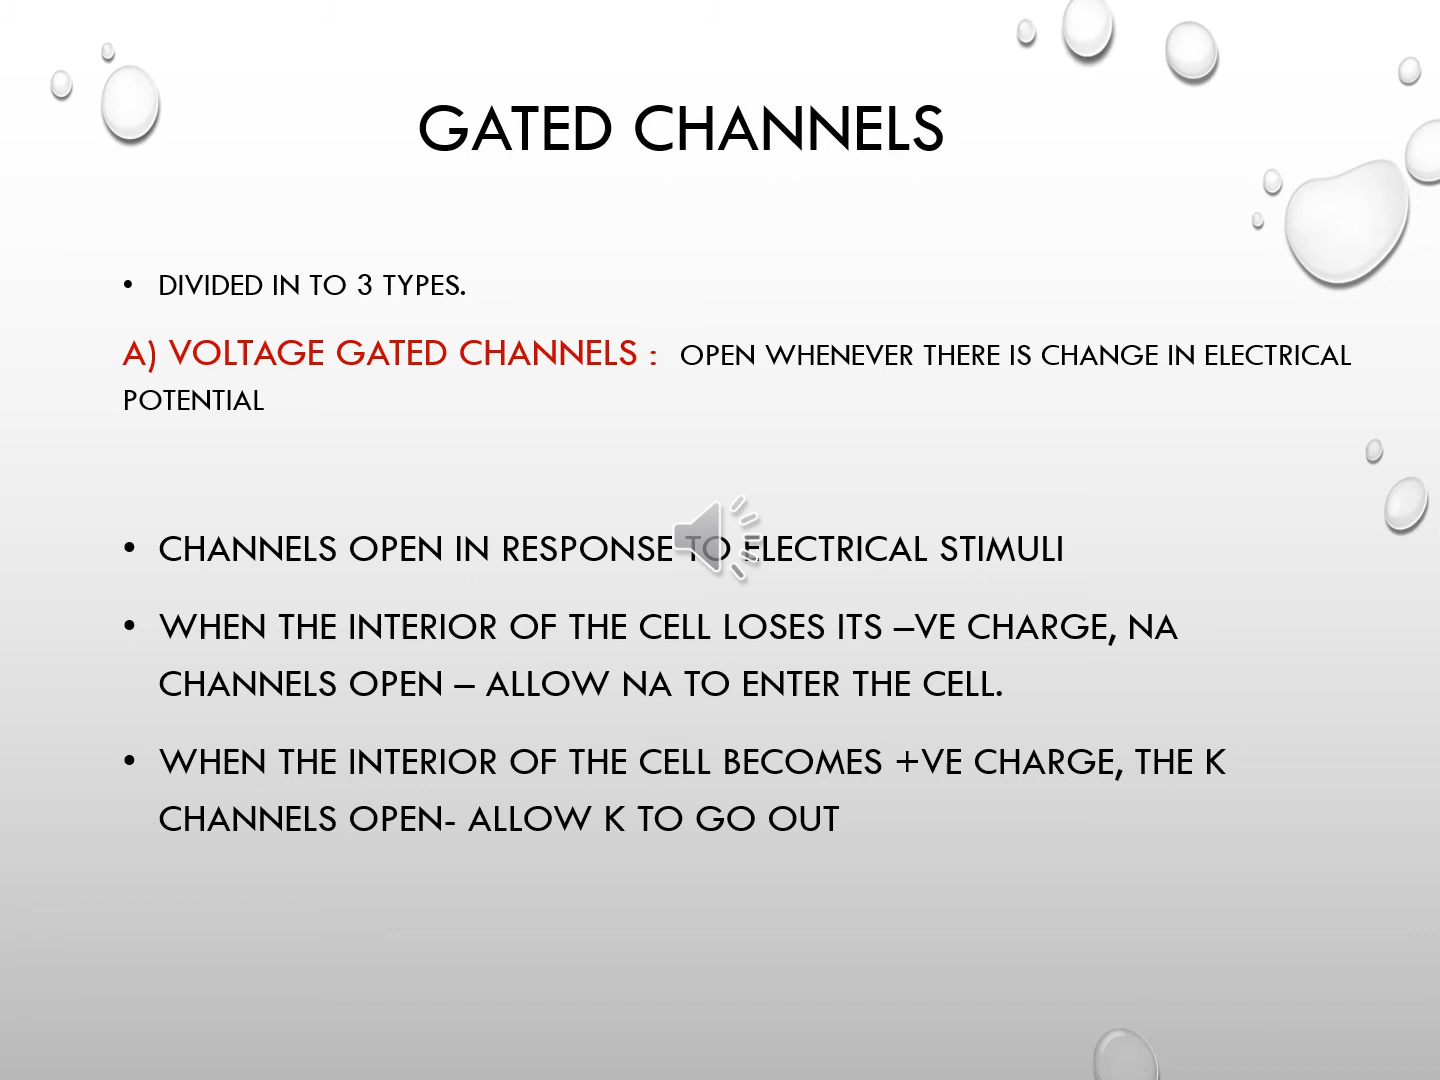 GATED CHANNELS
• DIVIDED IN TO 3 TYPES.
A) VOLTAGE GATED CHANNELS : OPEN WHENEVER THERE IS CHANGE IN ELECTRICAL
POTENTIAL
• CHANNELS OPEN IN RESPONSE TO ELECTRICAL STIMULI
• WHEN THE INTERIOR OF THE CELL LOSES ITS –VE CHARGE, NA
CHANNELS OPEN – ALLOW NA TO ENTER THE CELL.
• WHEN THE INTERIOR OF THE CELL BECOMES +VE CHARGE, THE K
CHANNELS OPEN- ALLOW K TO GO OUT